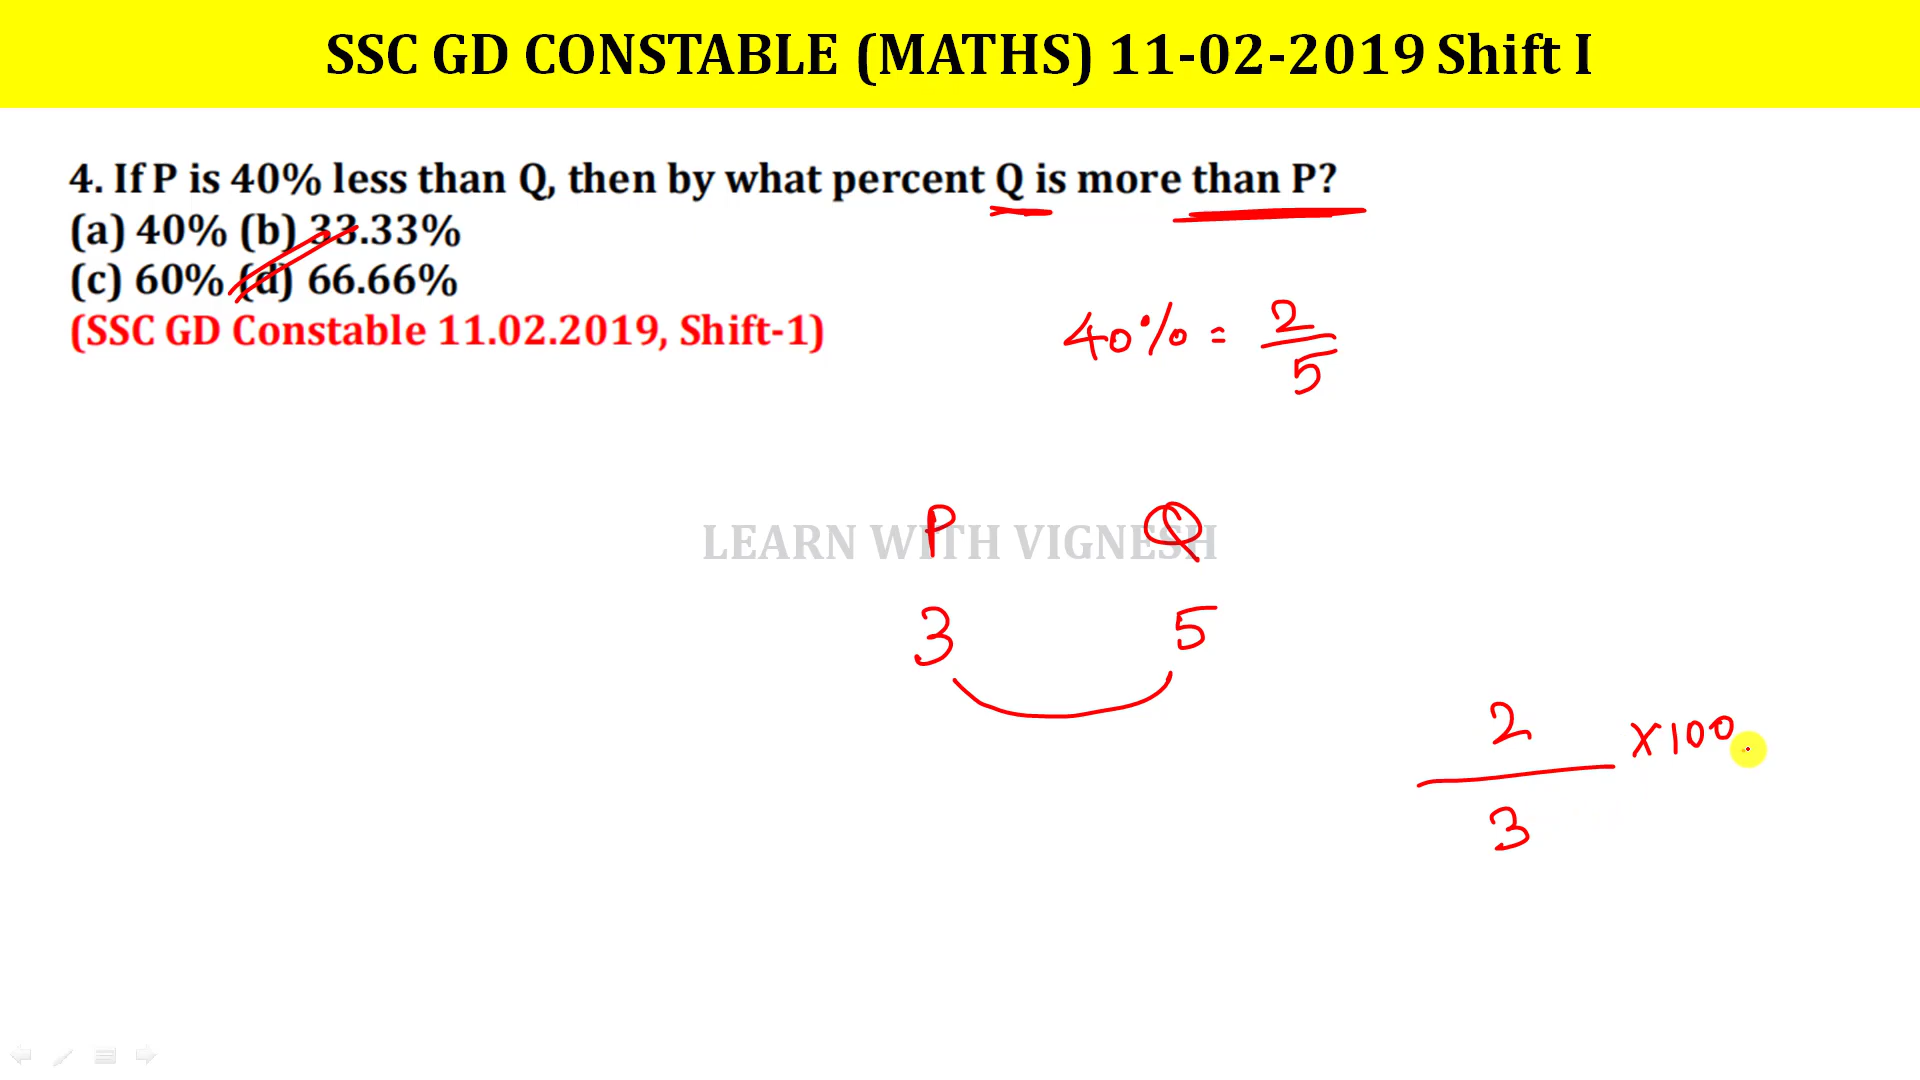 SSC GD CONSTABLE (MATHS) 11-02-2019 Shift I
4. If P is 40% less than Q, then by what percent Q is more than P?
(a) 40% (b) 33.33%
(c) 60% (d) 66.66%
(SSC GD Constable 11.02.2019, Shift-1)
40% = 2/5
P Q
LEARN WITH VIGNESH
3 5
2/3 X100